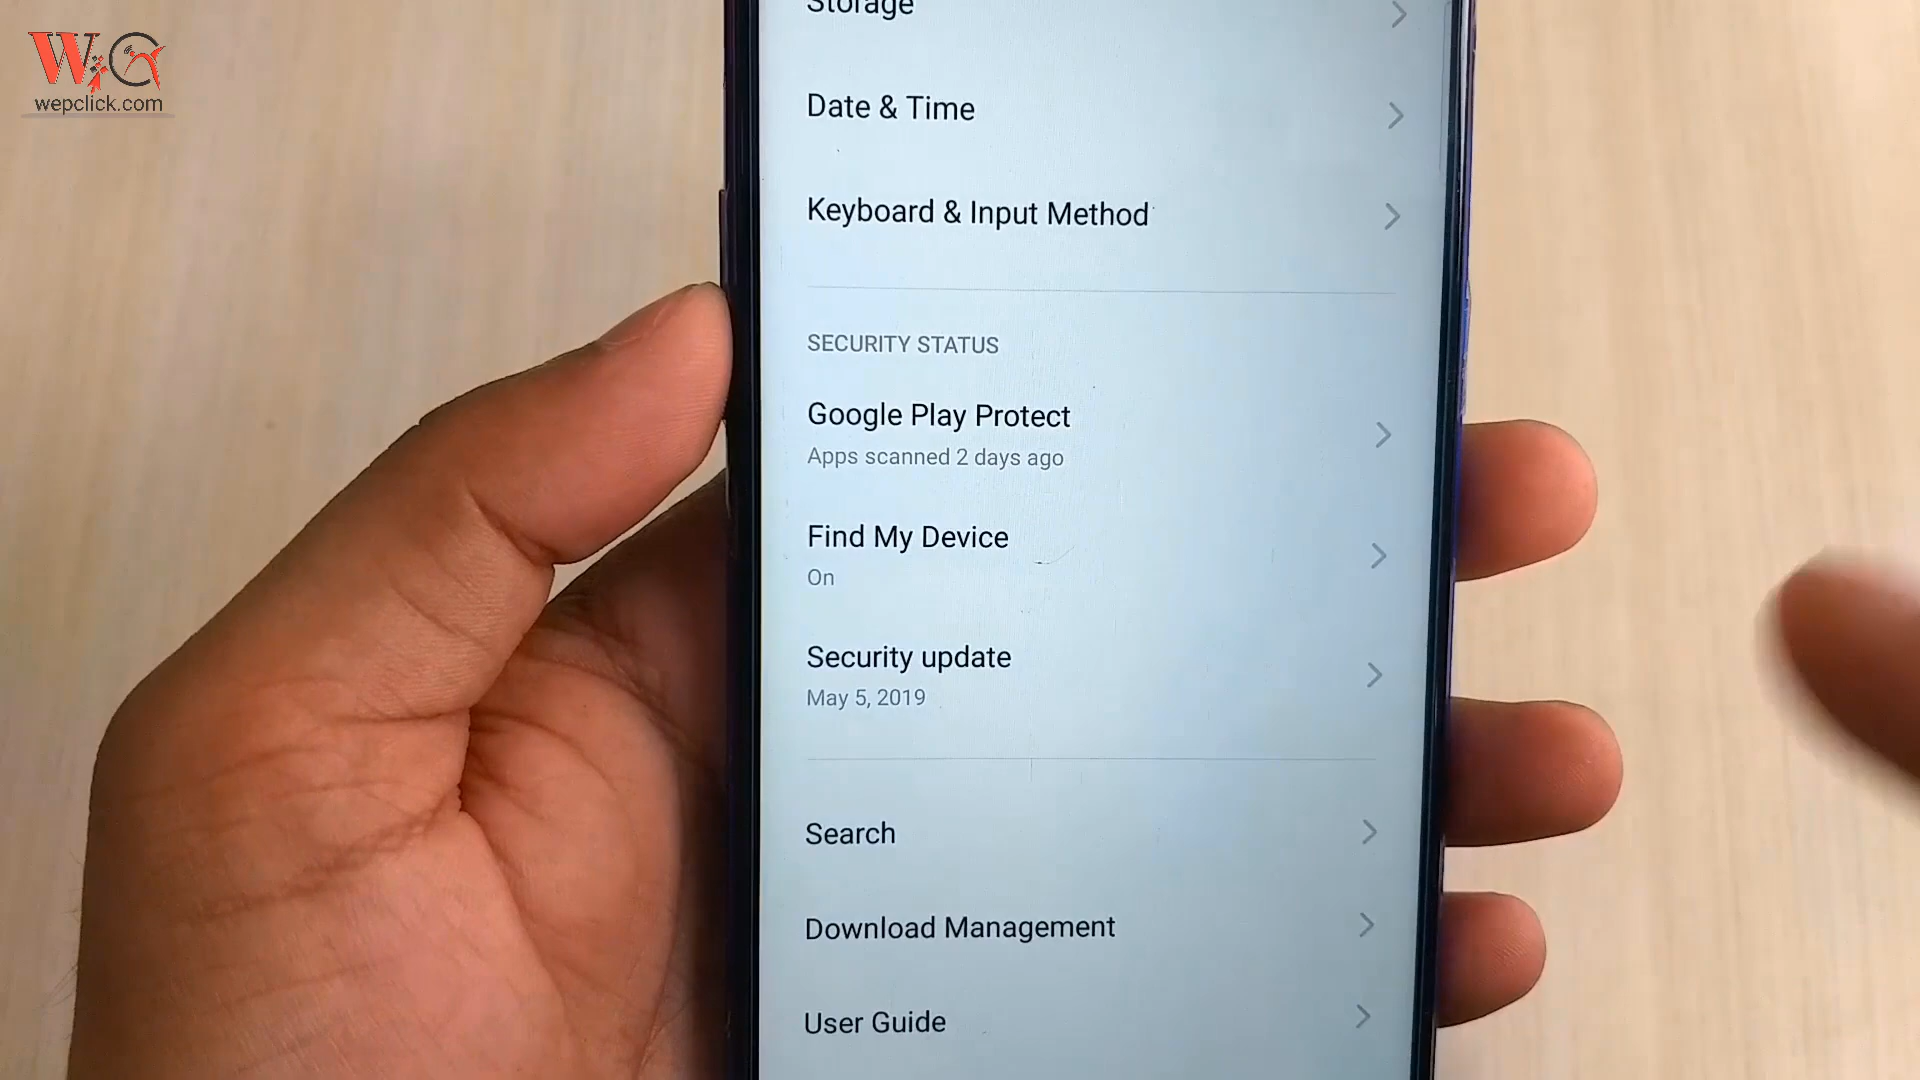 WC
wepclick.com
Storage
Date & Time
Keyboard & Input Method
SECURITY STATUS
Google Play Protect
Apps scanned 2 days ago
Find My Device
On
Security update
May 5, 2019
Search
Download Management
User Guide